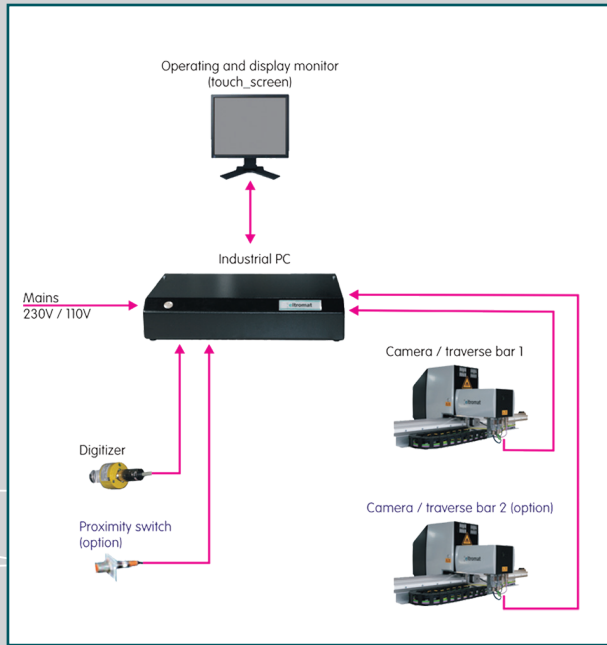 Operating and display monitor
(touch_screen)
Industrial PC
Mains
230V / 110V
Camera / traverse bar 1
Digitizer
Camera / traverse bar 2 (option)
Proximity switch
(option)